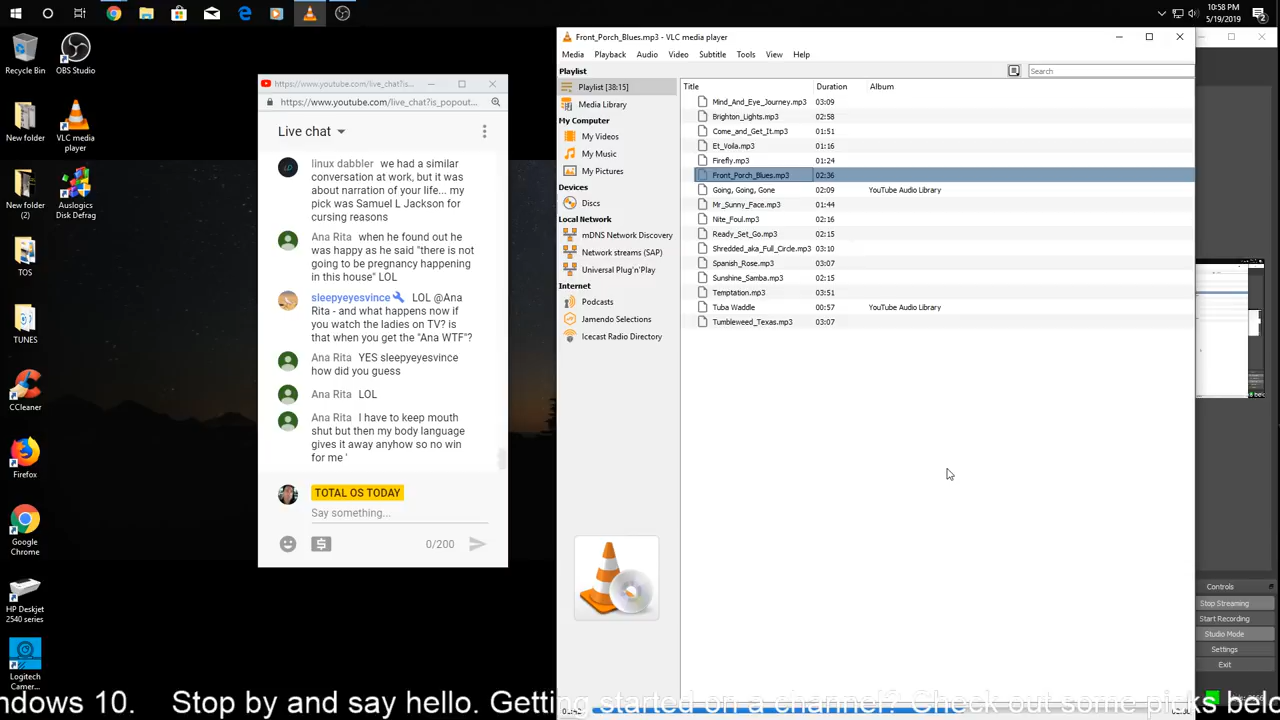 10:58 PM
5/19/2019
2
Recycle Bin
OBS Studio
New folder
VLC media
player
New folder
(2)
Auslogics
Disk Defrag
TOS
TUNES
CCleaner
Firefox
Google
Chrome
HP Deskjet
2540 series
Logitech
Camer...
https://www.youtube.com/live_chat?is...
https://www.youtube.com/live_chat?is_popout...
Live chat
linux dabbler we had a similar
conversation at work, but it was
about narration of your life... my
pick was Samuel L Jackson for
cursing reasons
Ana Rita when he found out he
was happy as he said "there is not
going to be pregnancy happening
in this house" LOL
sleepyeyesvince LOL @Ana
Rita - and what happens now if
you watch the ladies on TV? is
that when you get the "Ana WTF"?
Ana Rita YES sleepyeyesvince
how did you guess
Ana Rita LOL
Ana Rita I have to keep mouth
shut but then my body language
gives it away anyhow so no win
for me '
TOTAL OS TODAY
Say something...
0/200
Front_Porch_Blues.mp3 - VLC media player
Media Playback Audio Video Subtitle Tools View Help
Playlist
Search
Playlist [38:15]
Media Library
My Computer
My Videos
My Music
My Pictures
Devices
Discs
Local Network
mDNS Network Discovery
Network streams (SAP)
Universal Plug'n'Play
Internet
Podcasts
Jamendo Selections
Icecast Radio Directory
Title Duration Album
Mind_And_Eye_Journey.mp3 03:09
Brighton_Lights.mp3 02:58
Come_and_Get_It.mp3 01:51
Et_Voila.mp3 01:16
Firefly.mp3 01:24
Front_Porch_Blues.mp3 02:36
Going, Going, Gone 02:09 YouTube Audio Library
Mr_Sunny_Face.mp3 01:44
Nite_Foul.mp3 02:16
Ready_Set_Go.mp3 02:15
Shredded_aka_Full_Circle.mp3 03:10
Spanish_Rose.mp3 03:07
Sunshine_Samba.mp3 02:15
Temptation.mp3 03:51
Tuba Waddle 00:57 YouTube Audio Library
Tumbleweed_Texas.mp3 03:07
Controls
Stop Streaming
Start Recording
Studio Mode
Settings
Exit
ndows 10. Stop by and say hello. Getting started on a channel? Check out some picks belo